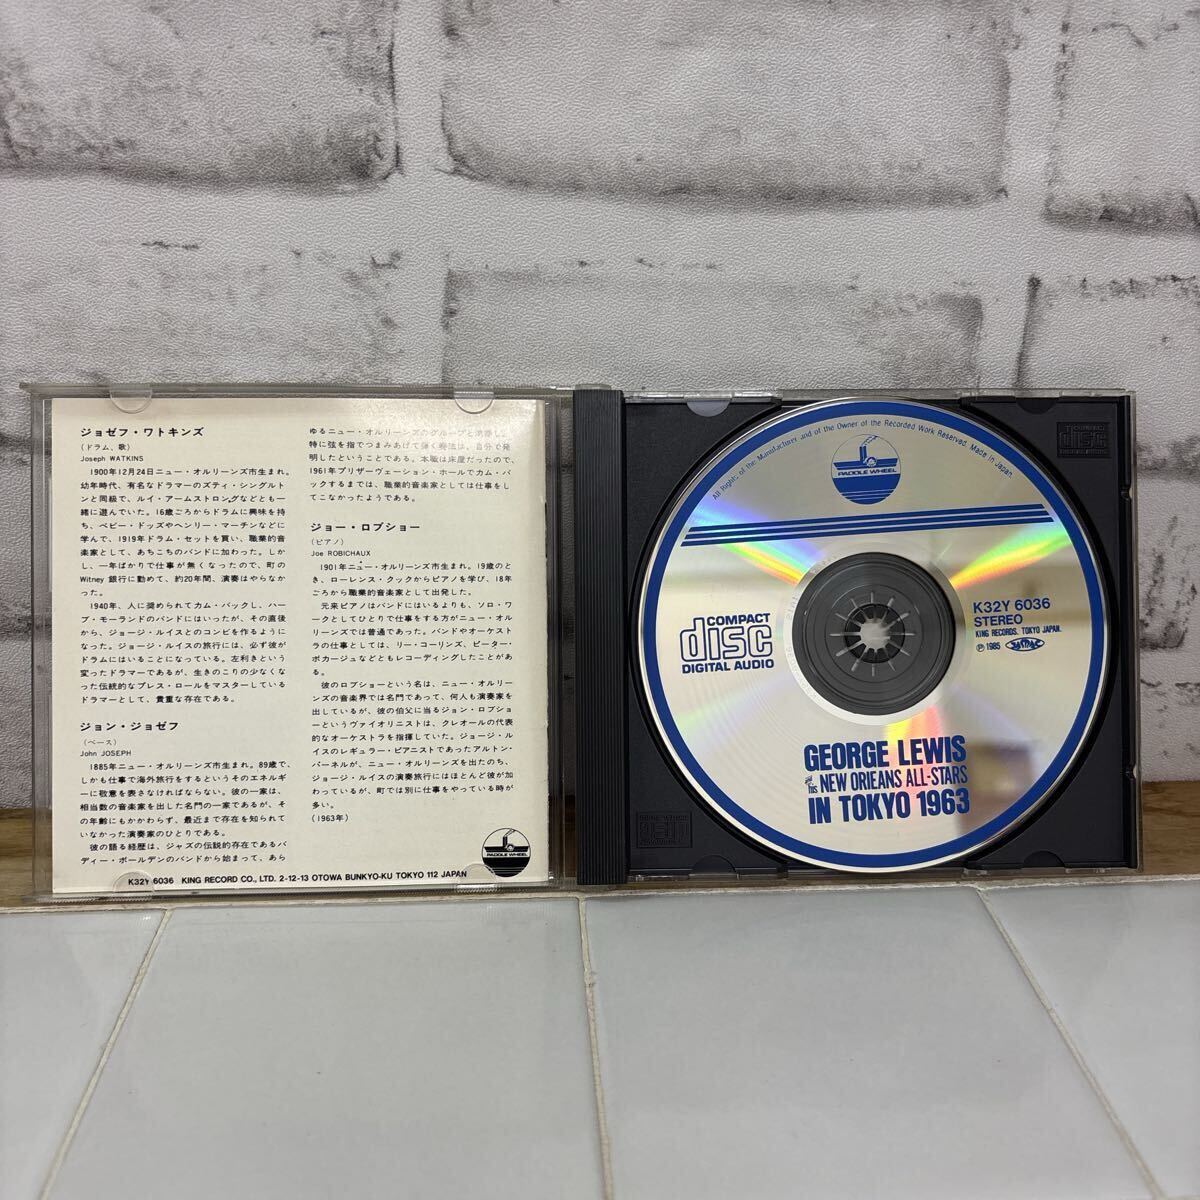 ジョゼフ・ワトキンズ
(ドラム、歌)
Joseph WATKINS
1900年12月24日ニュー・オルリーンズ市生まれ。
幼年時代、有名なドラマーのズティ・シングルト
ンと同級で、ルイ・アームストロングなどとも一
緒に遊んでいた。16歳ごろからドラムに興味を持
ち、ベビー・ドッズやヘンリー・マーチンなどに
学んで、1919年ドラム・セットを買い、職業的音
楽家として、あちこちのバンドに加わった。しか
し、一年ばかりで仕事が無くなったので、町の
Witney 銀行に勤めて、約20年間、演奏はやらなか
った。
1940年、人に奨められてカム・バックし、ハー
ブ・モーランドのバンドにはいったが、その直後
から、ジョージ・ルイスとのコンビを作るように
なった。ジョージ・ルイスの旅行には、必ず彼が
ドラムにはいることになっている。左利きという
変ったドラマーであるが、生きのこりの少なくな
った伝統的なプレス・ロールをマスターしている
ドラマーとして、貴重な存在である。
ジョン・ジョゼフ
(ベース)
John JOSEPH
1885年ニュー・オルリーンズ市生まれ。89歳で、
しかも仕事で海外旅行をするというそのエネルギ
ーに敬意を表さなければならない。彼の一家は、
相当数の音楽家を出した名門の一家であるが、そ
の年齢にもかかわらず、最近まで存在を知られて
いなかった演奏家のひとりである。
彼の語る経歴は、ジャズの伝説的存在であるバ
ディー・ボールデンのバンドから始まって、あら
ゆるニュー・オルリーンズのグループと演奏し、
特に弦を指でつまみあげて弾く奏法は、自分で発
明したということである。本職は床屋だったので、
1961年プリザーヴェーション・ホールでカム・バ
ックするまでは、職業的音楽家としては仕事をし
てこなかったようである。
ジョー・ロブショー
(ピアノ)
Joe ROBICHAUX
1901年ニュー・オルリーンズ市生まれ。19歳のと
き、ローレンス・クックからピアノを学び、18年
ごろから職業的音楽家として出発した。
元来ピアノはバンドにはいるよりも、ソロ・ワ
ークとしてひとりで仕事をする方がニュー・オル
リーンズでは普通であった。バンドやオーケスト
ラの仕事としては、リー・コーリンズ、ピーター・
ボカージュなどともレコーディングしたことがあ
る。
彼のロブショーという名は、ニュー・オルリー
ンズの音楽界では名門であって、何人も演奏家を
出しているが、彼の伯父に当るジョン・ロブショ
ーというヴァイオリニストは、クレオールの代表
的なオーケストラを指揮していた。ジョージ・ル
イスのレギュラー・ピアニストであったアルトン・
パーネルが、ニュー・オルリーンズを出たのち、
ジョージ・ルイスの演奏旅行にはほとんど彼が加
わっているが、町では別に仕事をやっている時が
多い。
(1963年)
PADDLE WHEEL
K32Y 6036 KING RECORD CO., LTD. 2-12-13 OTOWA BUNKYO-KU TOKYO 112 JAPAN
All Rights of the Manufactory and of the Owner of the Recorded Work Reserved. Made in Japan.
PADDLE WHEEL
COMPACT
disc
DIGITAL AUDIO
K32Y 6036
STEREO
KING RECORDS. TOKYO JAPAN.
Ⓟ 1985 JASRAC
GEORGE LEWIS
and his NEW ORLEANS ALL-STARS
IN TOKYO 1963